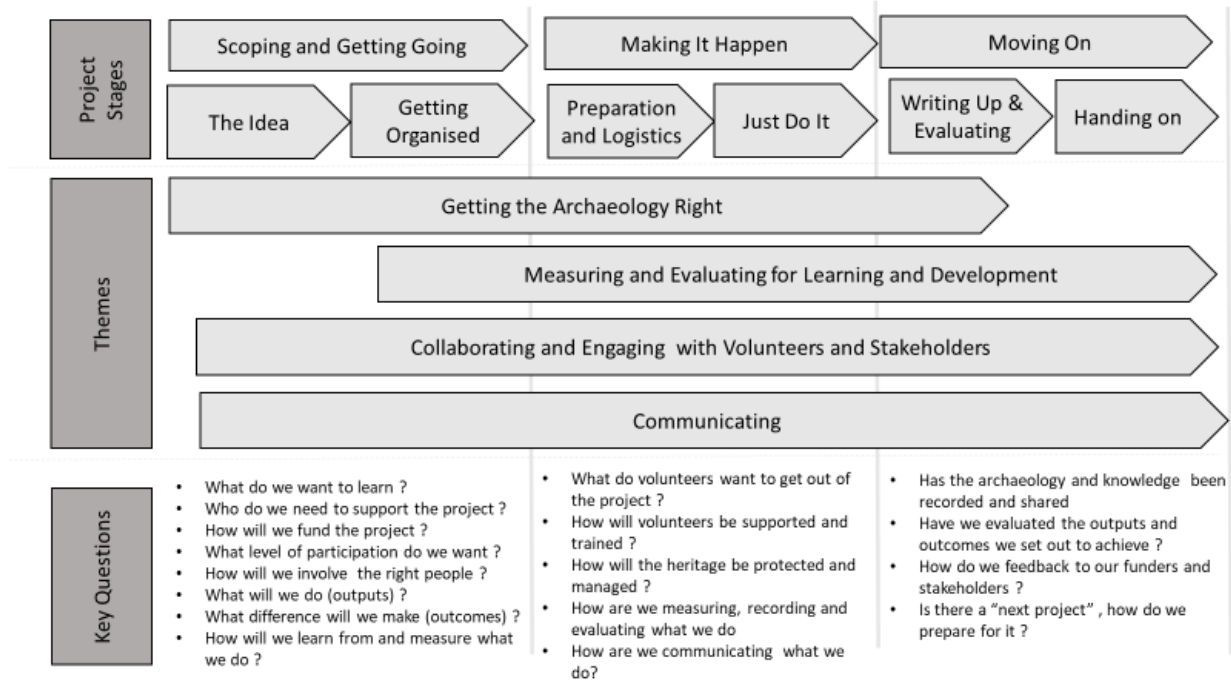 Project
Stages
Scoping and Getting Going
Making It Happen
Moving On
The Idea
Getting
Organised
Preparation
and Logistics
Just Do It
Writing Up &
Evaluating
Handing on
Themes
Getting the Archaeology Right
Measuring and Evaluating for Learning and Development
Collaborating and Engaging with Volunteers and Stakeholders
Communicating
Key Questions
• What do we want to learn ?
• Who do we need to support the project ?
• How will we fund the project ?
• What level of participation do we want ?
• How will we involve the right people ?
• What will we do (outputs) ?
• What difference will we make (outcomes) ?
• How will we learn from and measure what
we do ?
• What do volunteers want to get out of
the project ?
• How will volunteers be supported and
trained ?
• How will the heritage be protected and
managed ?
• How are we measuring, recording and
evaluating what we do
• How are we communicating what we
do?
• Has the archaeology and knowledge been
recorded and shared
• Have we evaluated the outputs and
outcomes we set out to achieve ?
• How do we feedback to our funders and
stakeholders ?
• Is there a “next project” , how do we
prepare for it ?